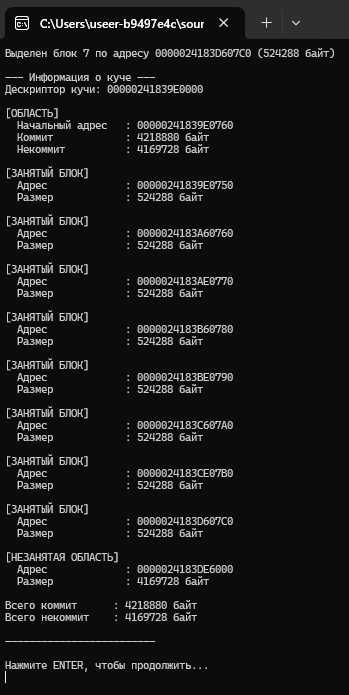 C:\Users\useer-b9497e4c\sour
Выделен блок 7 по адресу 0000024183D607C0 (524288 байт)
--- Информация о куче ---
Дескриптор кучи: 00000241839E0000
[ОБЛАСТЬ]
Начальный адрес : 00000241839E0760
Коммит : 4218880 байт
Некоммит : 4169728 байт
[ЗАНЯТЫЙ БЛОК]
Адрес : 00000241839E0750
Размер : 524288 байт
[ЗАНЯТЫЙ БЛОК]
Адрес : 0000024183A60760
Размер : 524288 байт
[ЗАНЯТЫЙ БЛОК]
Адрес : 0000024183AE0770
Размер : 524288 байт
[ЗАНЯТЫЙ БЛОК]
Адрес : 0000024183B60780
Размер : 524288 байт
[ЗАНЯТЫЙ БЛОК]
Адрес : 0000024183BE0790
Размер : 524288 байт
[ЗАНЯТЫЙ БЛОК]
Адрес : 0000024183C607A0
Размер : 524288 байт
[ЗАНЯТЫЙ БЛОК]
Адрес : 0000024183CE07B0
Размер : 524288 байт
[ЗАНЯТЫЙ БЛОК]
Адрес : 0000024183D607C0
Размер : 524288 байт
[НЕЗАНЯТАЯ ОБЛАСТЬ]
Адрес : 0000024183DE6000
Размер : 4169728 байт
Всего коммит : 4218880 байт
Всего некоммит : 4169728 байт
-------------------------
Нажмите ENTER, чтобы продолжить...